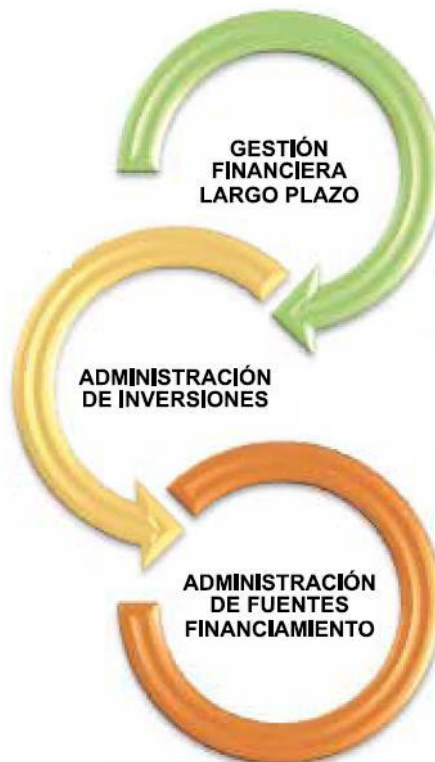 GESTIÓN
FINANCIERA
LARGO PLAZO
ADMINISTRACIÓN
DE INVERSIONES
ADMINISTRACIÓN
DE FUENTES
FINANCIAMIENTO